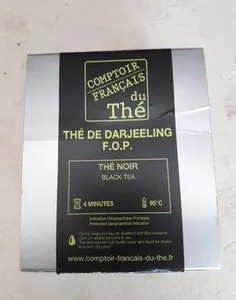 COMPTOIR
FRANÇAIS
du
Thé
THÉ DE DARJEELING
F.O.P.
THÉ NOIR
BLACK TEA
4 MINUTES
95°C
Indication Géographique Protégée
Protected Geographical Indication
www.comptoir-francais-du-the.fr